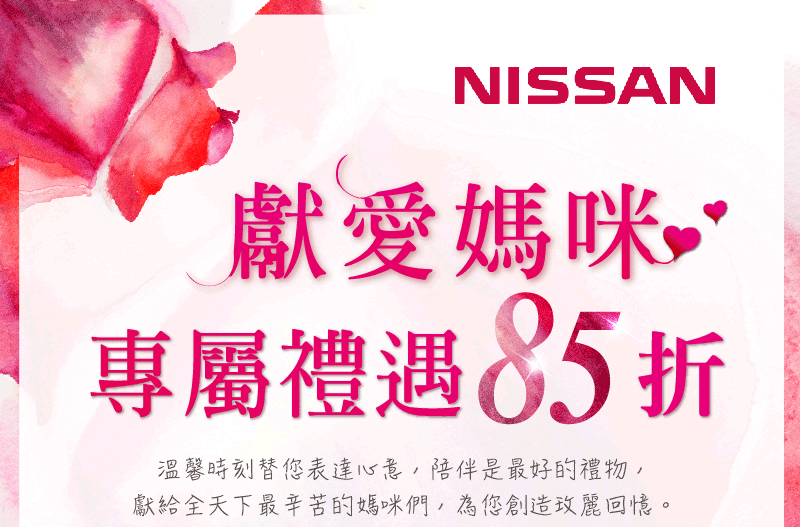 NISSAN
獻愛媽咪
專屬禮遇85折
溫馨時刻替您表達心意，陪伴是最好的禮物，
獻給全天下最辛苦的媽咪們，為您創造玫麗回憶。